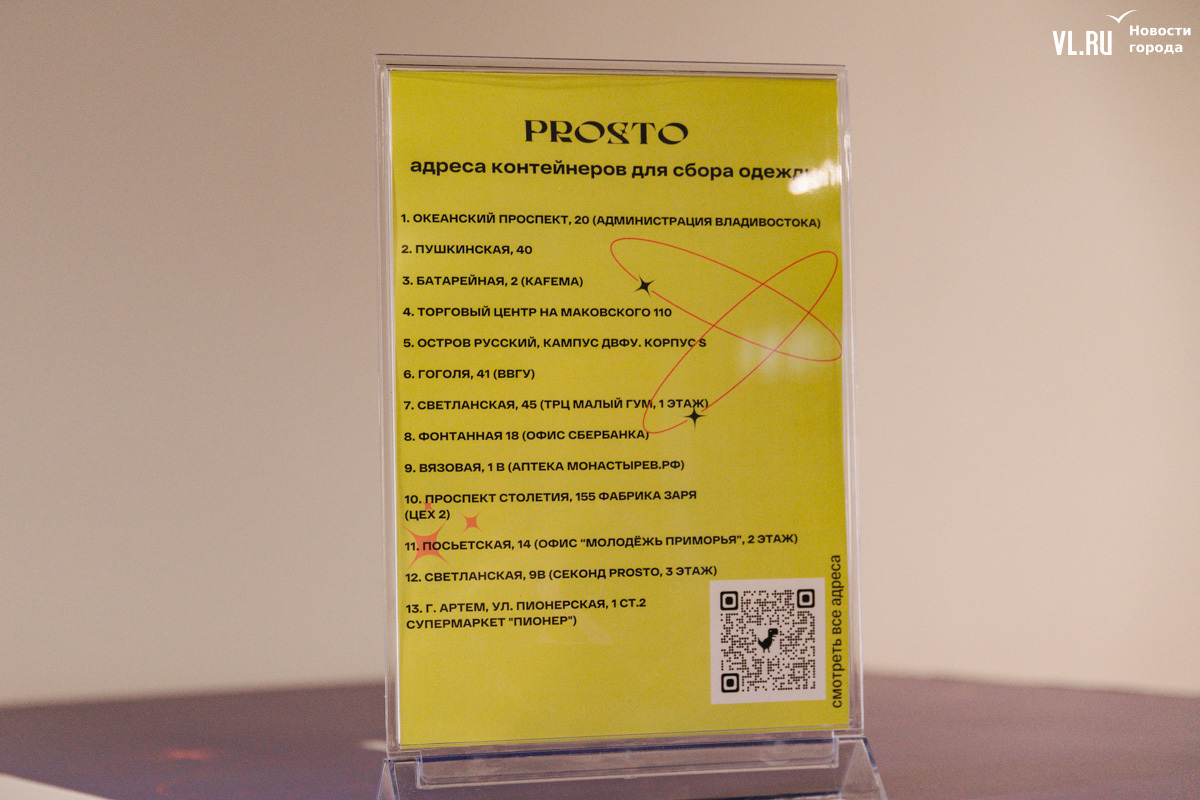 VL.RU Новости
города
PROSTO
адреса контейнеров для сбора одежды
1. ОКЕАНСКИЙ ПРОСПЕКТ, 20 (АДМИНИСТРАЦИЯ ВЛАДИВОСТОКА)
2. ПУШКИНСКАЯ, 40
3. БАТАРЕЙНАЯ, 2 (KAFEMA)
4. ТОРГОВЫЙ ЦЕНТР НА МАКОВСКОГО 110
5. ОСТРОВ РУССКИЙ, КАМПУС ДВФУ. КОРПУС S
6. ГОГОЛЯ, 41 (ВВГУ)
7. СВЕТЛАНСКАЯ, 45 (ТРЦ МАЛЫЙ ГУМ, 1 ЭТАЖ)
8. ФОНТАННАЯ 18 (ОФИС СБЕРБАНКА)
9. ВЯЗОВАЯ, 1 В (АПТЕКА МОНАСТЫРЕВ.РФ)
10. ПРОСПЕКТ СТОЛЕТИЯ, 155 ФАБРИКА ЗАРЯ
(ЦЕХ 2)
11. ПОСЬЕТСКАЯ, 14 (ОФИС “МОЛОДЁЖЬ ПРИМОРЬЯ”, 2 ЭТАЖ)
12. СВЕТЛАНСКАЯ, 9В (СЕКОНД PROSTO, 3 ЭТАЖ)
13. Г. АРТЕМ, УЛ. ПИОНЕРСКАЯ, 1 СТ.2
СУПЕРМАРКЕТ "ПИОНЕР")
смотреть все адреса